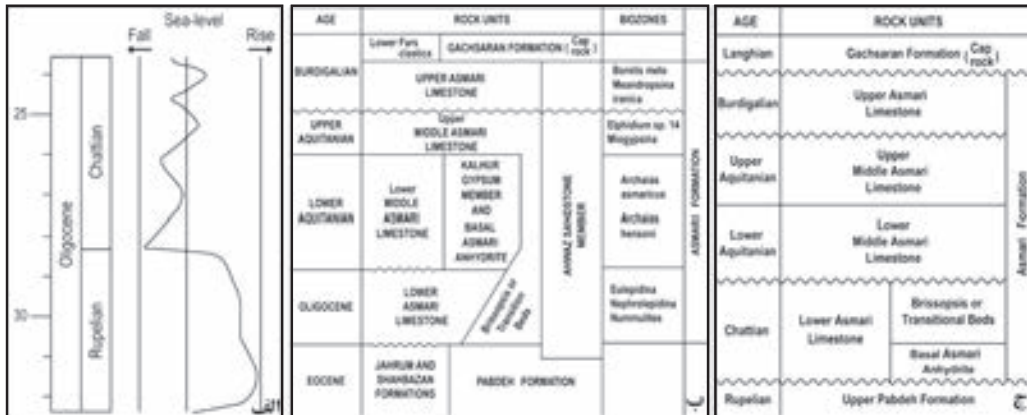 Sea-level
Fall
Rise
25
30
Oligocene
Chattian
Rupelian
الف
AGE
ROCK UNITS
BIOZONES
Lower Fars
clastics
GACHSARAN FORMATION (Cap rock)
BURDIGALIAN
UPPER ASMARI
LIMESTONE
Borelis melo
Meandropsina
iranica
UPPER
AQUITANIAN
Upper
MIDDLE ASMARI
LIMESTONE
Elphidium sp. 14
Miogypsina
LOWER
AQUITANIAN
Lower
MIDDLE
ASMARI
LIMESTONE
KALHUR
GYPSUM
MEMBER
AND
BASAL
ASMARI
ANHYDRITE
Archaias
asmaricus
Archaias
hensoni
OLIGOCENE
LOWER
ASMARI
LIMESTONE
Brissopsis or
Transition
Beds
Eulepidina
Nephrolepidina
Nummulites
EOCENE
JAHRUM AND
SHAHBAZAN
FORMATIONS
PABDEH FORMATION
AHWAZ SANDSTONE
MEMBER
ASMARI FORMATION
ب
AGE
ROCK UNITS
Langhian
Gachsaran Formation (Cap rock)
Burdigalian
Upper Asmari
Limestone
Upper
Aquitanian
Upper
Middle Asmari
Limestone
Lower
Aquitanian
Lower
Middle Asmari
Limestone
Chattian
Lower Asmari
Limestone
Brissopsis or
Transitional Beds
Basal Asmari
Anhydrite
Rupelian
Upper Pabdeh Formation
Asmari Formation
ج